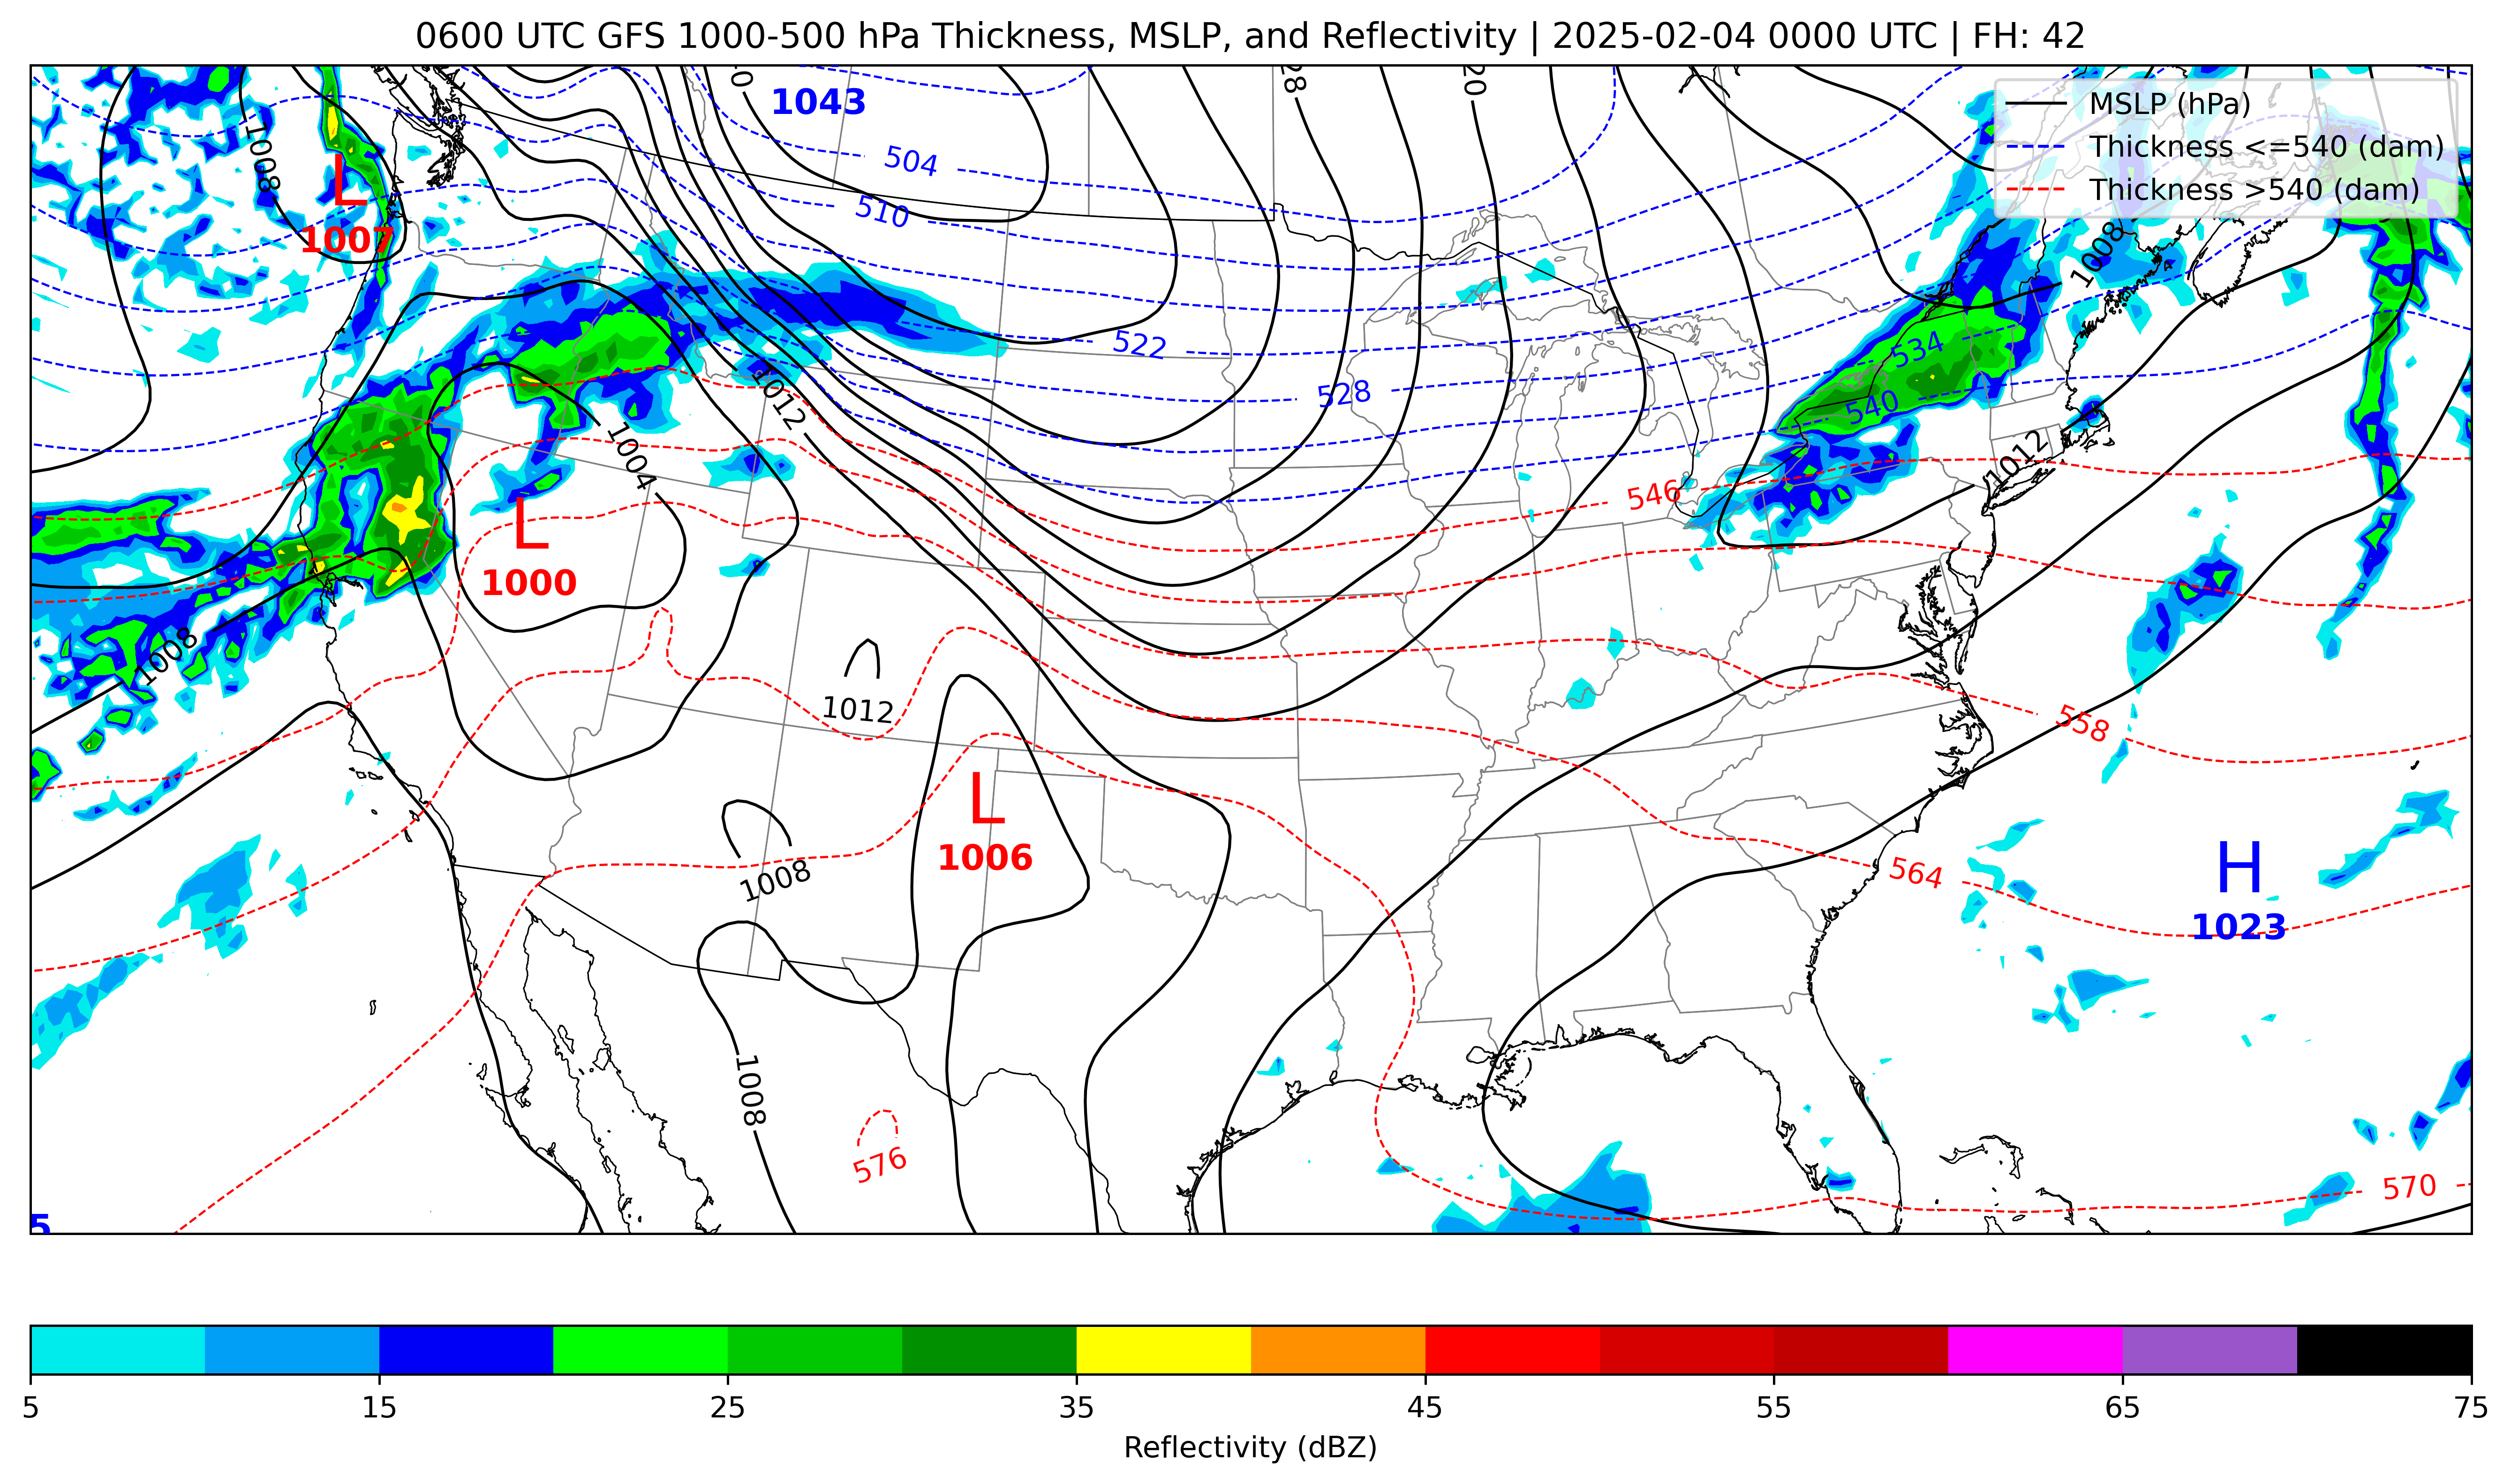 0600 UTC GFS 1000-500 hPa Thickness, MSLP, and Reflectivity | 2025-02-04 0000 UTC | FH: 42
MSLP (hPa)
Thickness <=540 (dam)
Thickness >540 (dam)
1043
1008
504
510
L
1007
1008
522
534
528
1012
540
1004
1012
546
L
1000
1008
1012
558
L
1006
1008
564
H
1023
1008
576
570
5
5 15 25 35 45 55 65 75
Reflectivity (dBZ)